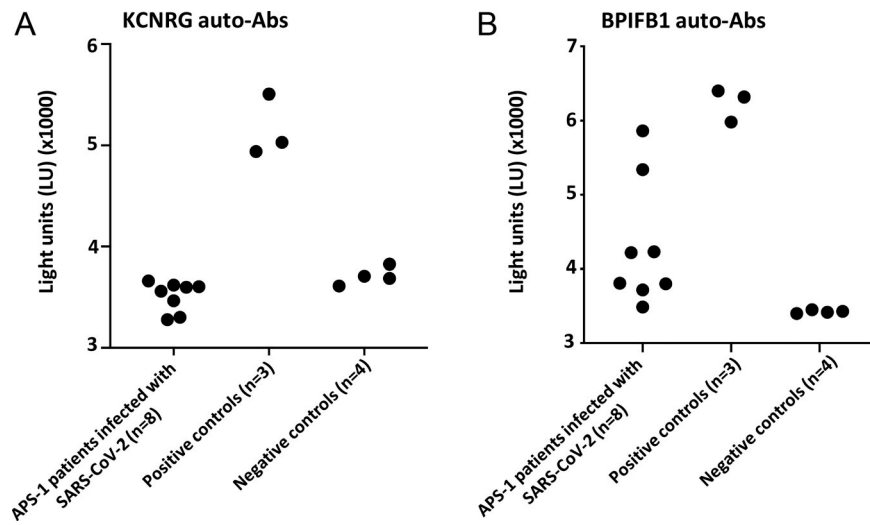 A
KCNRG auto-Abs
Light units (LU) (x1000)
6
5
4
3
APS-1 patients infected with
SARS-CoV-2 (n=8)
Positive controls (n=3)
Negative controls (n=4)
B
BPIFB1 auto-Abs
Light units (LU) (x1000)
7
6
5
4
3
APS-1 patients infected with
SARS-CoV-2 (n=8)
Positive controls (n=3)
Negative controls (n=4)